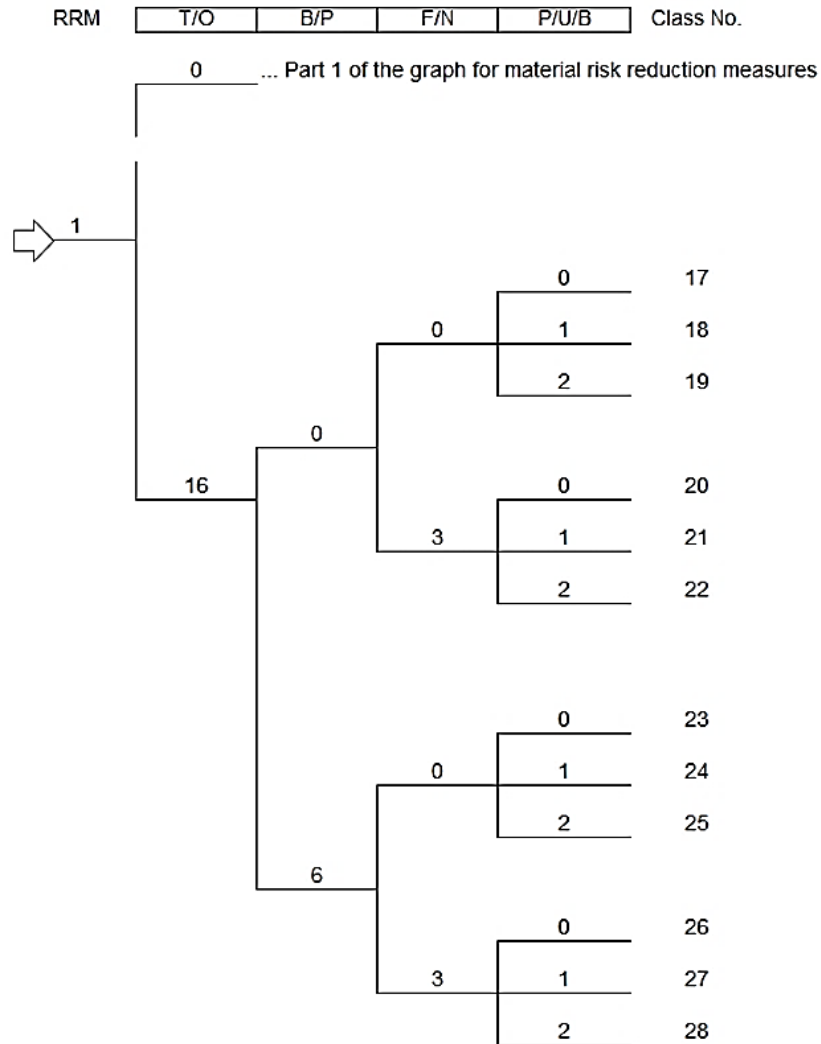 RRM T/O B/P F/N P/U/B Class No.
0 ... Part 1 of the graph for material risk reduction measures
1
0 17
0 1 18
2 19
0
16 0 20
3 1 21
2 22
0 23
0 1 24
2 25
6
0 26
3 1 27
2 28